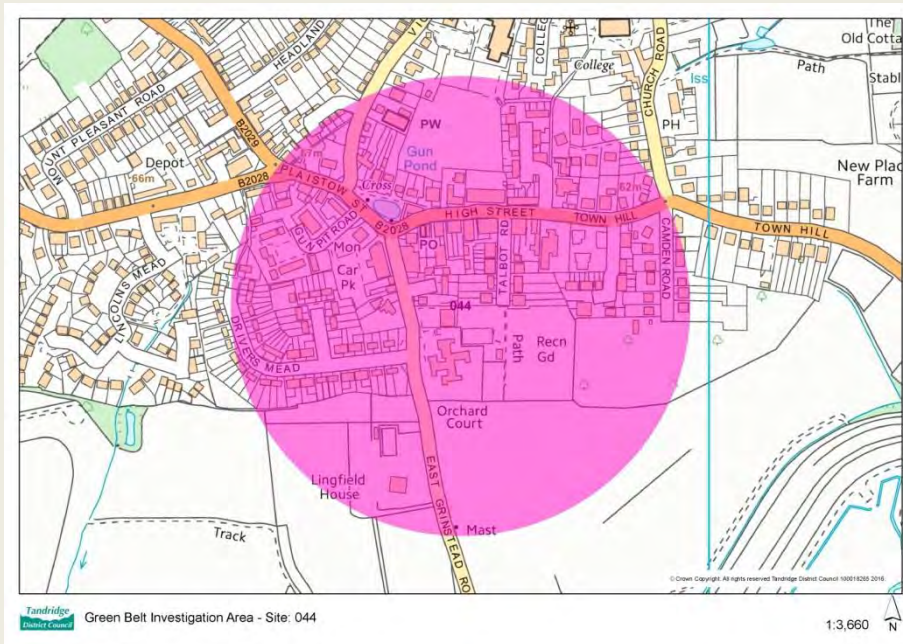 The
Old Cotta
Path
Stabl
New Plac
Farm
Iss
CHURCH ROAD
PH
COLLEG
College
VIC
HEADLAND
MOUNT PLEASANT ROAD
B2029
Depot
66m
B2028
PLAISTOW S
PW
Gun
Pond
Cross
B2028
HIGH STREET
TOWN HILL
62m
TOWN HILL
GUN PIT ROAD
Mon
PO
TALBOT RD
CAMDEN ROAD
Car
Pk
LINCOLNS MEAD
044
DRIVERS MEAD
Path
Recn
Gd
Orchard
Court
EAST GRINSTEAD RO
Lingfield
House
Mast
Track
© Crown Copyright. All rights reserved Tandridge District Council 100018265 2016.
Tandridge
District Council
Green Belt Investigation Area - Site: 044
1:3,660
N